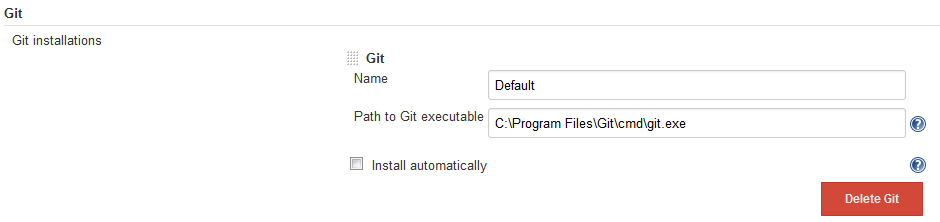 Git
Git installations
Git
Name
Default
Path to Git executable
C:\Program Files\Git\cmd\git.exe
?
Install automatically
?
Delete Git